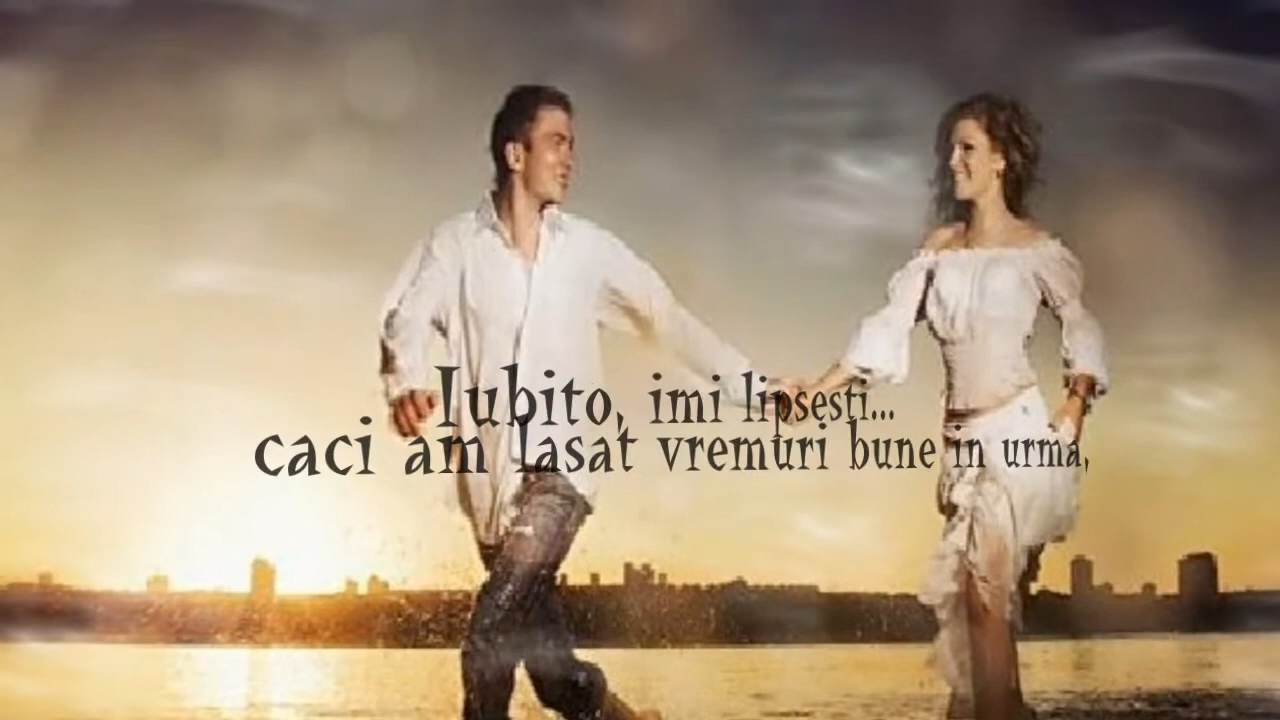 Iubito, imi lipsesti...
caci am lasat vremuri bune in urma,